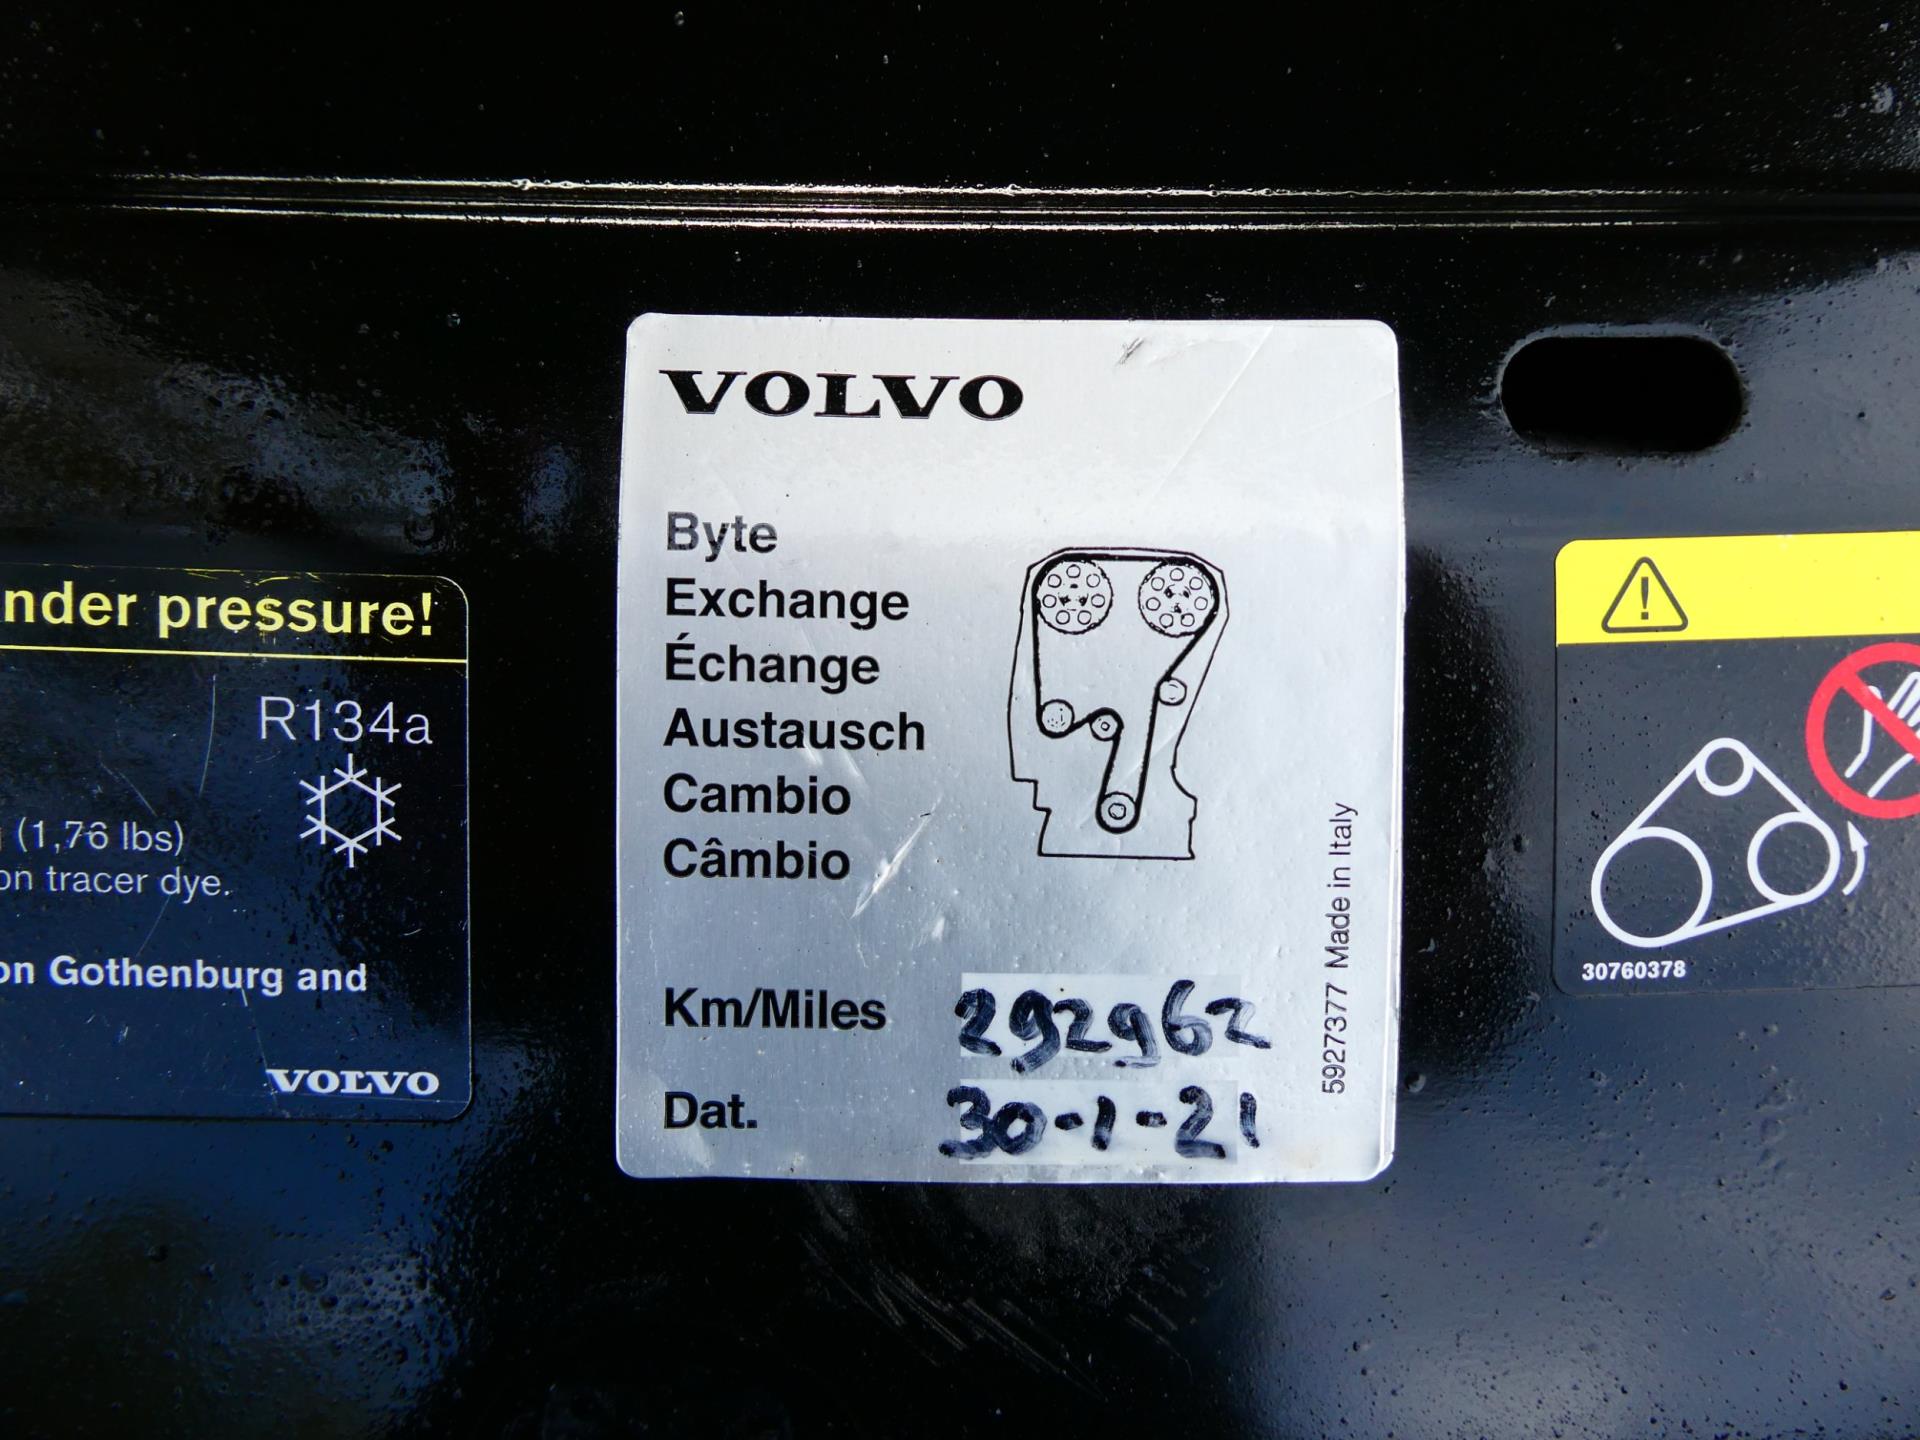 nder pressure!
R134a
(1,76 lbs)
on tracer dye.
on Gothenburg and
VOLVO
VOLVO
Byte
Exchange
Échange
Austausch
Cambio
Câmbio
Km/Miles 292962
Dat. 30-1-21
5927377 Made in Italy
30760378